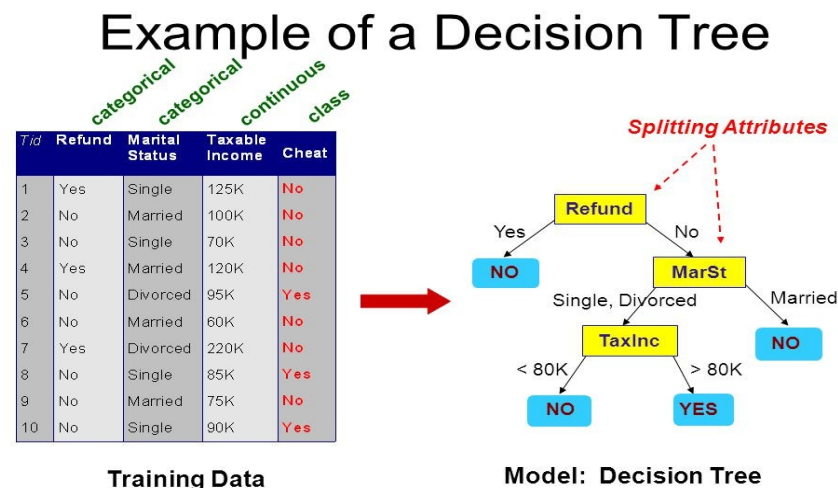 Example of a Decision Tree
categorical
categorical
continuous
class
Tid Refund Marital Status Taxable Income Cheat
1 Yes Single 125K No
2 No Married 100K No
3 No Single 70K No
4 Yes Married 120K No
5 No Divorced 95K Yes
6 No Married 60K No
7 Yes Divorced 220K No
8 No Single 85K Yes
9 No Married 75K No
10 No Single 90K Yes
Training Data
Splitting Attributes
Refund
Yes No
NO MarSt
Single, Divorced Married
TaxInc NO
< 80K > 80K
NO YES
Model: Decision Tree